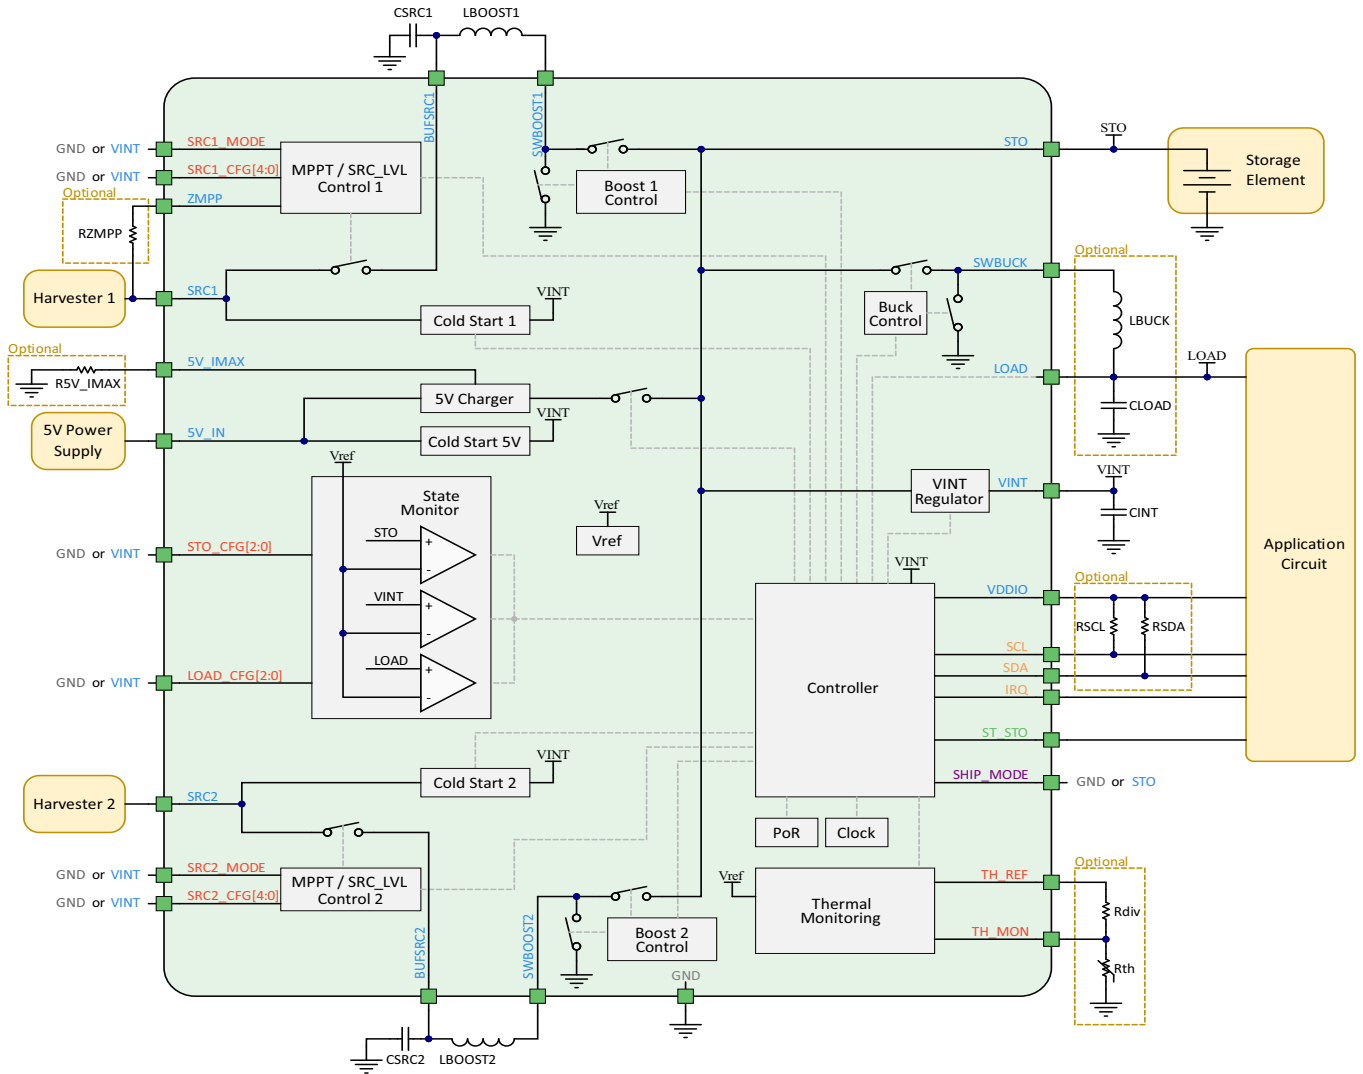 CSRC1
LBOOST1
BUFSRC1
SWBOOST1
GND or VINT
SRC1_MODE
GND or VINT
SRC1_CFG[4:0]
Optional
ZMPP
RZMPP
MPPT / SRC_LVL
Control 1
Boost 1
Control
STO
STO
Storage
Element
Harvester 1
SRC1
Cold Start 1
VINT
SWBUCK
Buck
Control
Optional
LBUCK
Optional
R5V_IMAX
5V_IMAX
5V Charger
LOAD
LOAD
CLOAD
5V Power
Supply
5V_IN
Cold Start 5V
VINT
Vref
State
Monitor
STO
+
-
VINT
+
-
LOAD
+
-
Vref
Vref
VINT
Regulator
VINT
VINT
CINT
GND or VINT
STO_CFG[2:0]
GND or VINT
LOAD_CFG[2:0]
VINT
Controller
VDDIO
Optional
RSCL
RSDA
SCL
SDA
IRQ
ST_STO
SHIP_MODE
GND or STO
Application
Circuit
Harvester 2
SRC2
Cold Start 2
VINT
PoR
Clock
GND or VINT
SRC2_MODE
GND or VINT
SRC2_CFG[4:0]
MPPT / SRC_LVL
Control 2
BUFSRC2
SWBOOST2
Boost 2
Control
Vref
Thermal
Monitoring
TH_REF
TH_MON
Optional
Rdiv
Rth
GND
CSRC2
LBOOST2